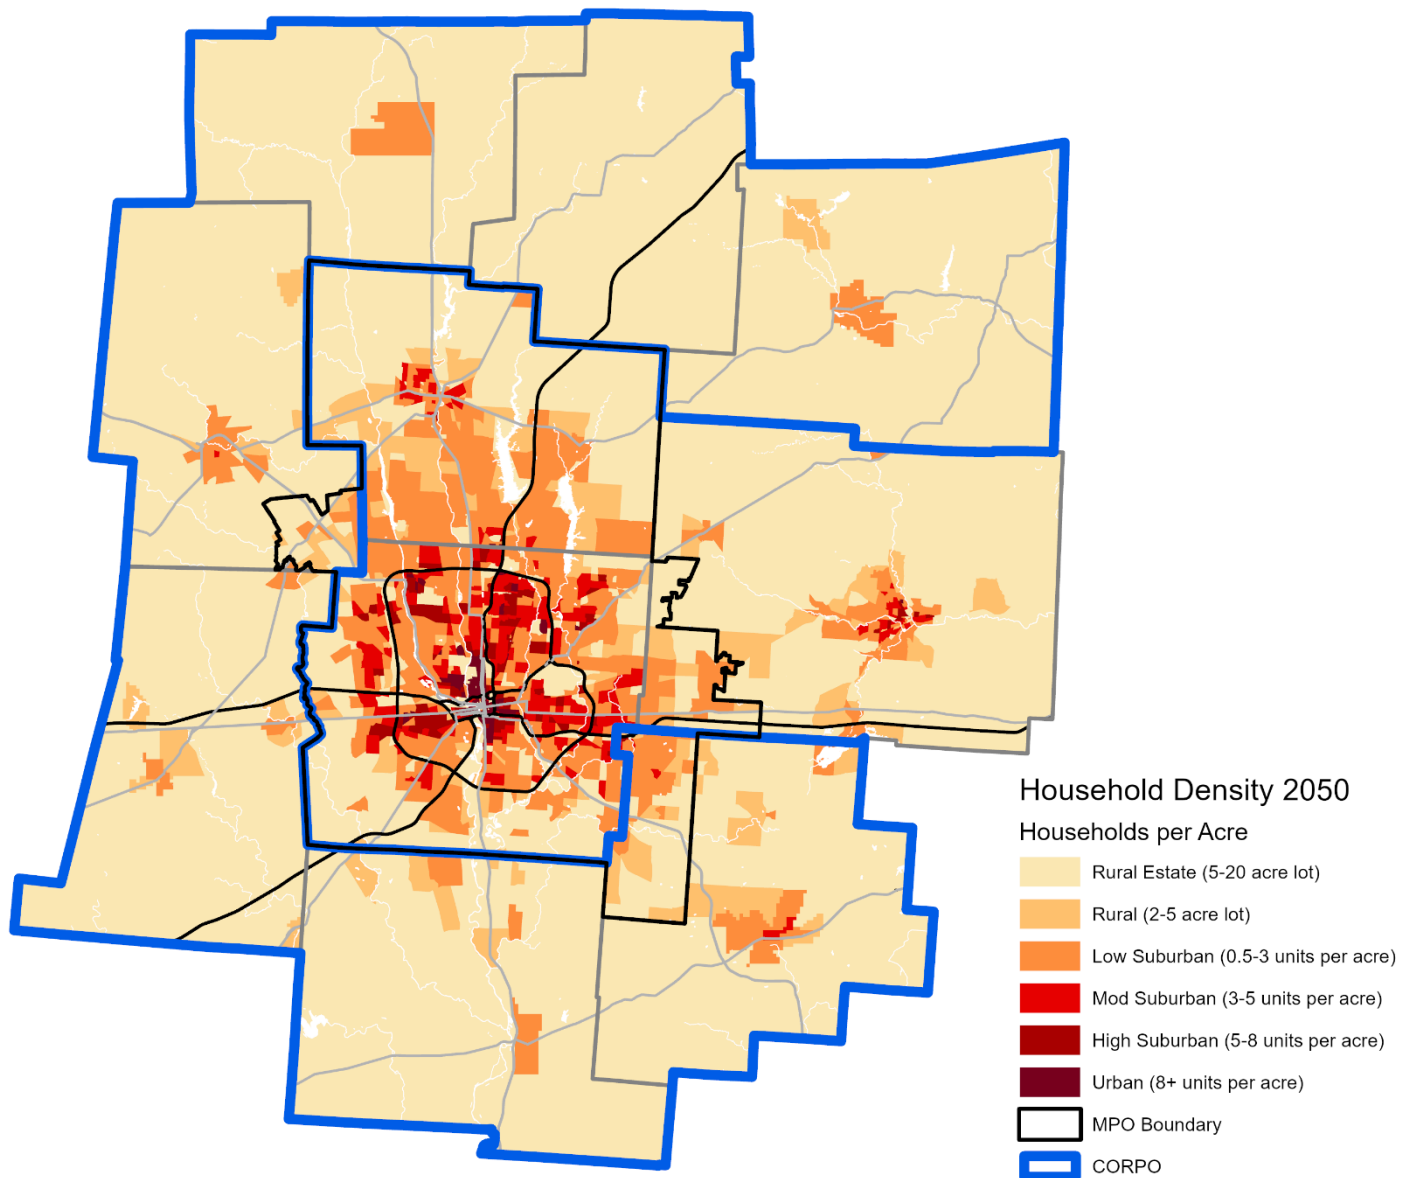 Household Density 2050
Households per Acre
Rural Estate (5-20 acre lot)
Rural (2-5 acre lot)
Low Suburban (0.5-3 units per acre)
Mod Suburban (3-5 units per acre)
High Suburban (5-8 units per acre)
Urban (8+ units per acre)
MPO Boundary
CORPO